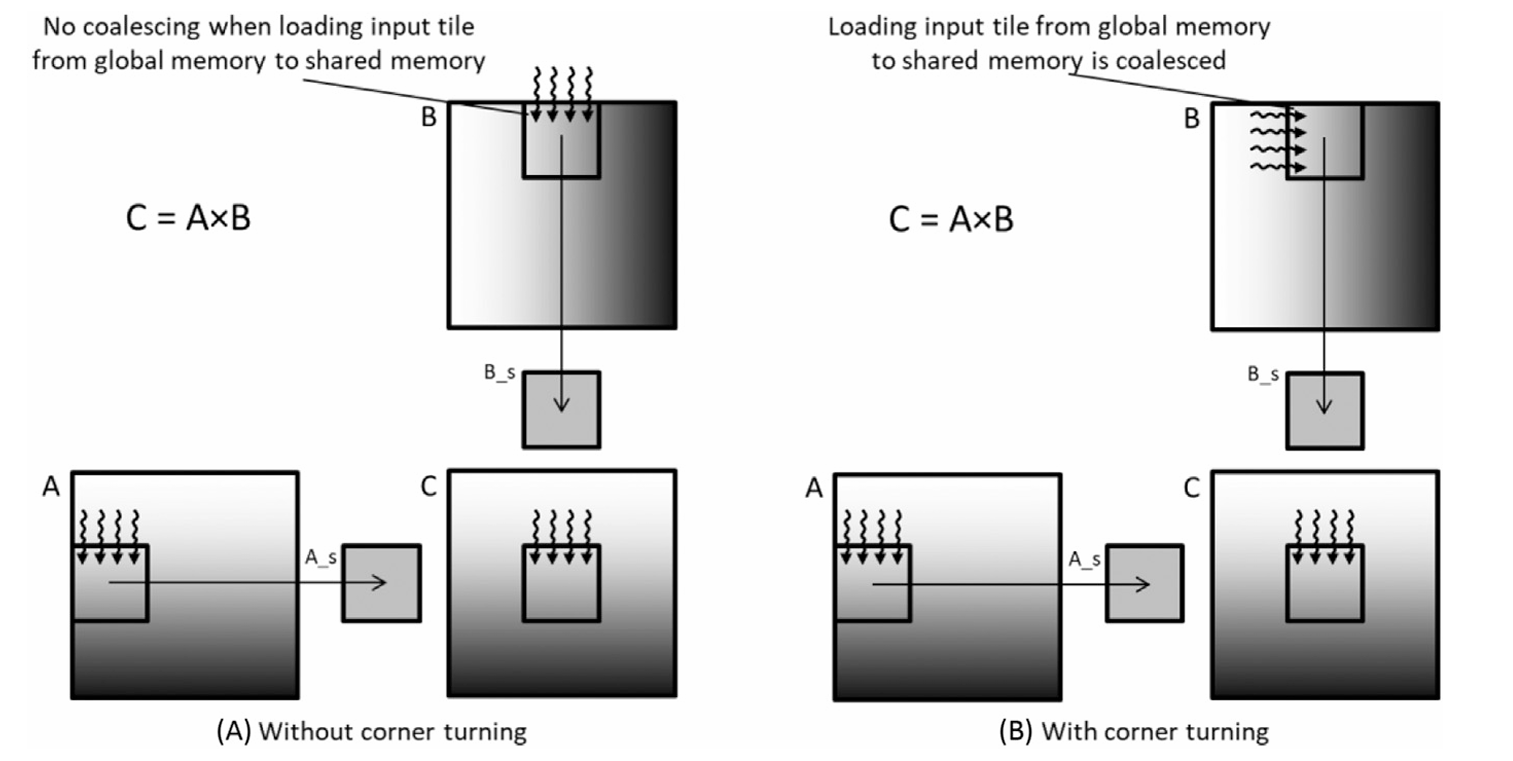 No coalescing when loading input tile
from global memory to shared memory
B
C = A×B
B_s
A
A_s
C
(A) Without corner turning
Loading input tile from global memory
to shared memory is coalesced
B
C = A×B
B_s
A
A_s
C
(B) With corner turning